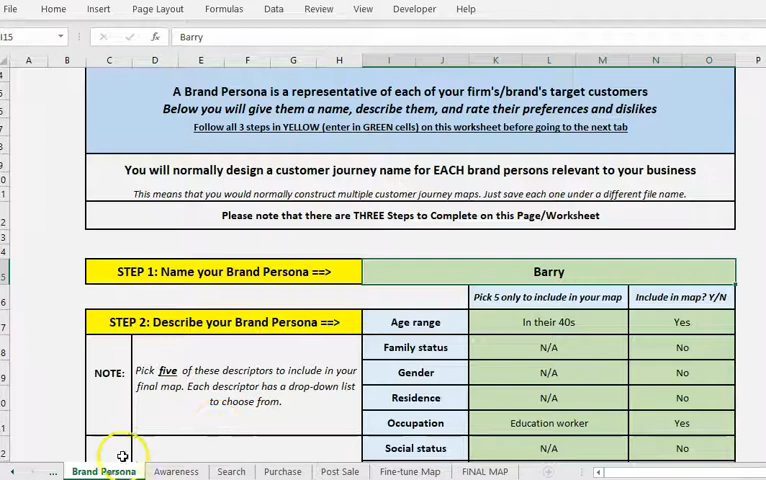 File Home Insert Page Layout Formulas Data Review View Developer Help
I15 fx Barry
A B C D E F G H I J K L M N O P
A Brand Persona is a representative of each of your firm's/brand's target customers
Below you will give them a name, describe them, and rate their preferences and dislikes
Follow all 3 steps in YELLOW (enter in GREEN cells) on this worksheet before going to the next tab
You will normally design a customer journey name for EACH brand persons relevant to your business
This means that you would normally construct multiple customer journey maps. Just save each one under a different file name.
Please note that there are THREE Steps to Complete on this Page/Worksheet
STEP 1: Name your Brand Persona ==> Barry
Pick 5 only to include in your map Include in map? Y/N
STEP 2: Describe your Brand Persona ==> Age range In their 40s Yes
Family status N/A No
NOTE: Pick five of these descriptors to include in your
final map. Each descriptor has a drop-down list
to choose from.
Gender N/A No
Residence N/A No
Occupation Education worker Yes
Social status N/A No
... Brand Persona Awareness Search Purchase Post Sale Fine-tune Map FINAL MAP